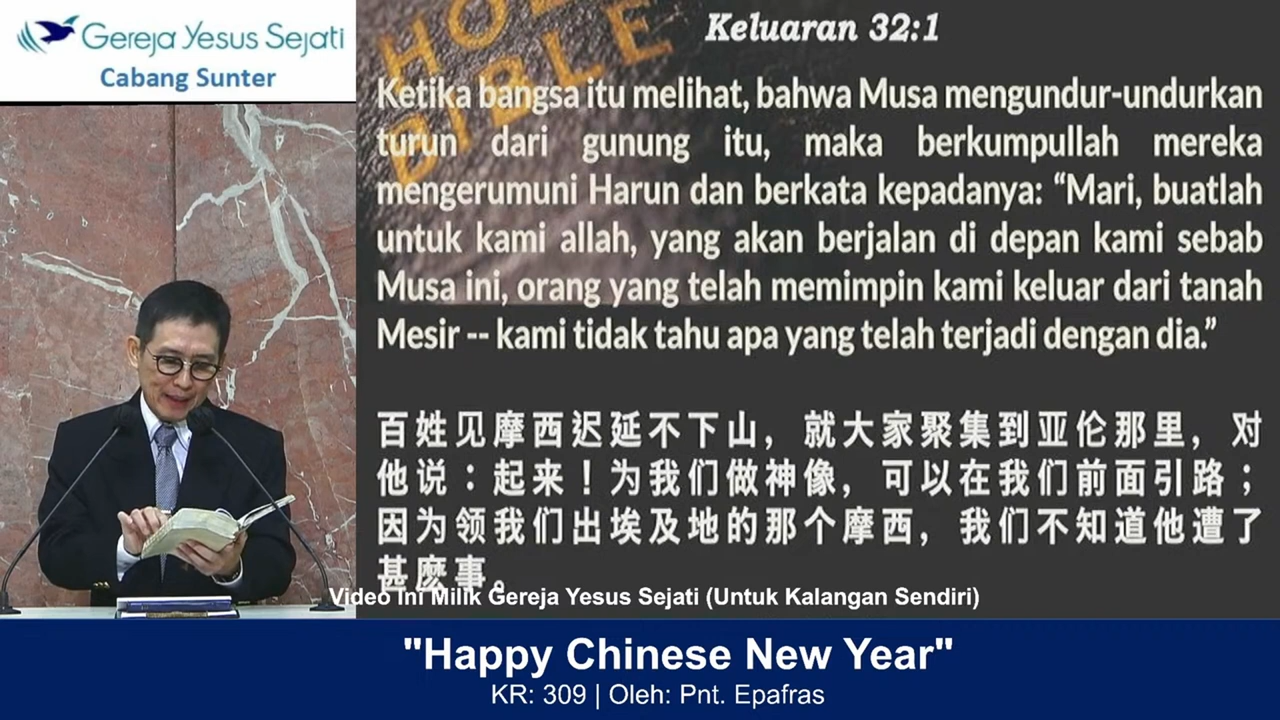 Gereja Yesus Sejati
Cabang Sunter
HOLY
BIBLE
Keluaran 32:1
Ketika bangsa itu melihat, bahwa Musa mengundur-undurkan
turun dari gunung itu, maka berkumpullah mereka
mengerumuni Harun dan berkata kepadanya: “Mari, buatlah
untuk kami allah, yang akan berjalan di depan kami sebab
Musa ini, orang yang telah memimpin kami keluar dari tanah
Mesir -- kami tidak tahu apa yang telah terjadi dengan dia.”
百姓见摩西迟延不下山，就大家聚集到亚伦那里，对
他说：起来！为我们做神像，可以在我们前面引路；
因为领我们出埃及地的那个摩西，我们不知道他遭了
甚麽事。
Video Ini Milik Gereja Yesus Sejati (Untuk Kalangan Sendiri)
"Happy Chinese New Year"
KR: 309 | Oleh: Pnt. Epafras